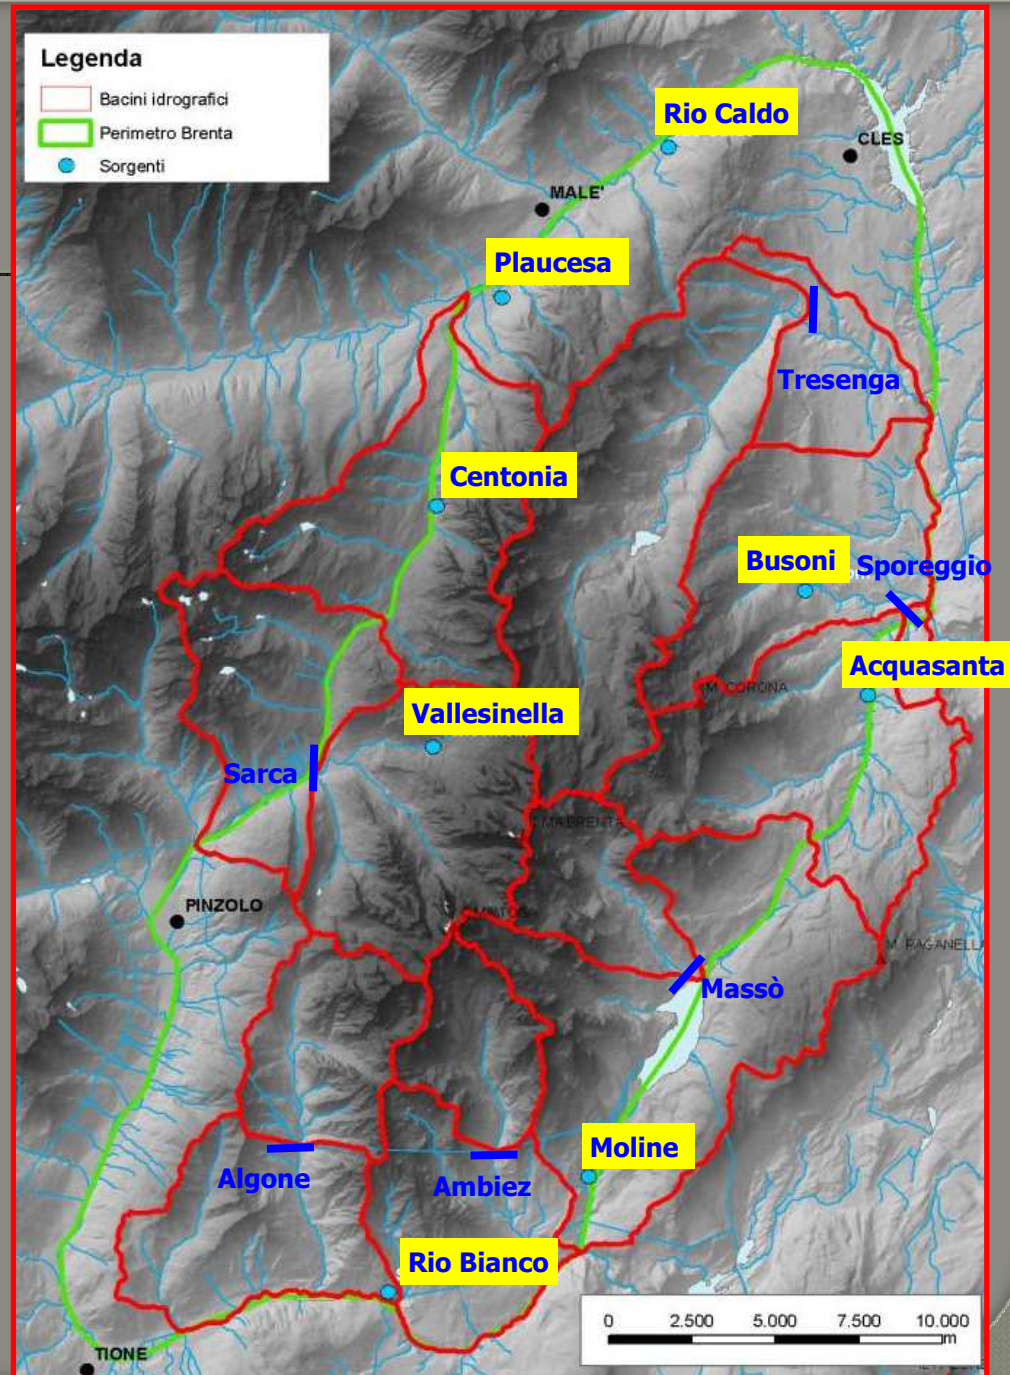 Legenda
Bacini idrografici
Perimetro Brenta
Sorgenti
Rio Caldo
CLES
MALE'
Plaucesa
Tresenga
Centonia
Busoni
Sporeggio
Acquasanta
M. CORONA
Vallesinella
Sarca
M. BRENTA
PINZOLO
M. PAGANELLA
Massò
Moline
Algone
Ambiez
Rio Bianco
0 2.500 5.000 7.500 10.000
m
TIONE